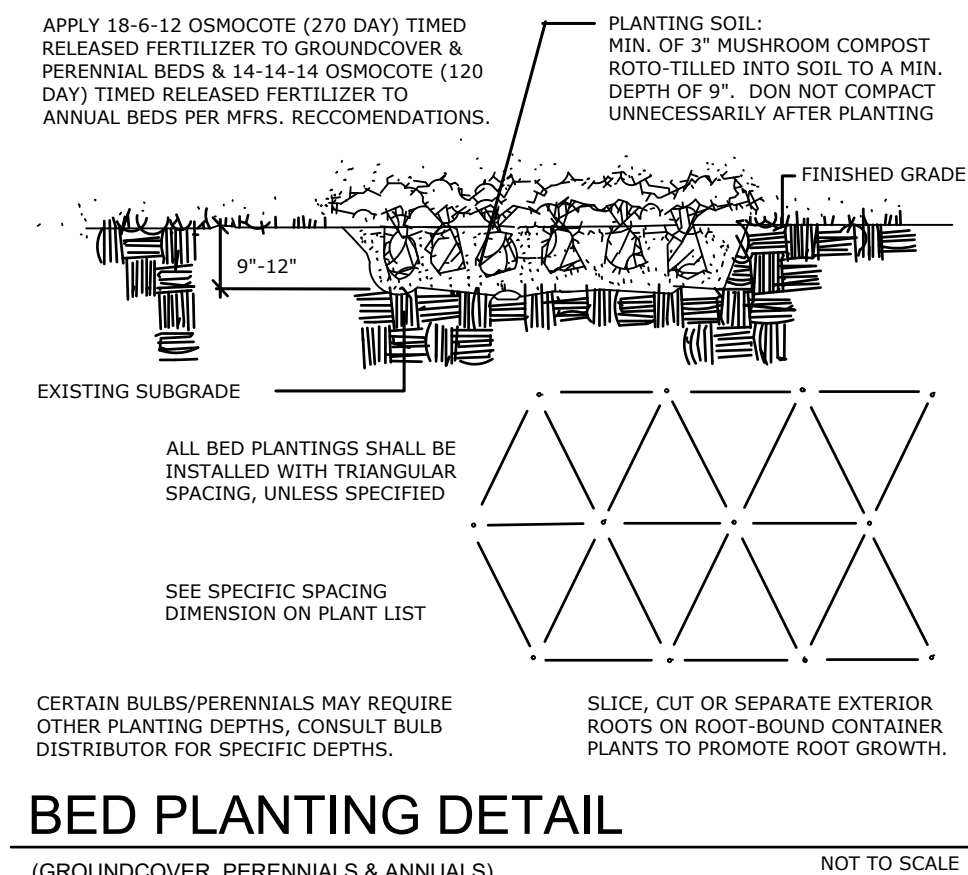 APPLY 18-6-12 OSMOCOTE (270 DAY) TIMED
RELEASED FERTILIZER TO GROUNDCOVER &
PERENNIAL BEDS & 14-14-14 OSMOCOTE (120
DAY) TIMED RELEASED FERTILIZER TO
ANNUAL BEDS PER MFRS. RECCOMENDATIONS.
PLANTING SOIL:
MIN. OF 3" MUSHROOM COMPOST
ROTO-TILLED INTO SOIL TO A MIN.
DEPTH OF 9". DON NOT COMPACT
UNNECESSARILY AFTER PLANTING
FINISHED GRADE
9"-12"
EXISTING SUBGRADE
ALL BED PLANTINGS SHALL BE
INSTALLED WITH TRIANGULAR
SPACING, UNLESS SPECIFIED
SEE SPECIFIC SPACING
DIMENSION ON PLANT LIST
CERTAIN BULBS/PERENNIALS MAY REQUIRE
OTHER PLANTING DEPTHS, CONSULT BULB
DISTRIBUTOR FOR SPECIFIC DEPTHS.
SLICE, CUT OR SEPARATE EXTERIOR
ROOTS ON ROOT-BOUND CONTAINER
PLANTS TO PROMOTE ROOT GROWTH.
BED PLANTING DETAIL
(GROUNDCOVER, PERENNIALS & ANNUALS)
NOT TO SCALE